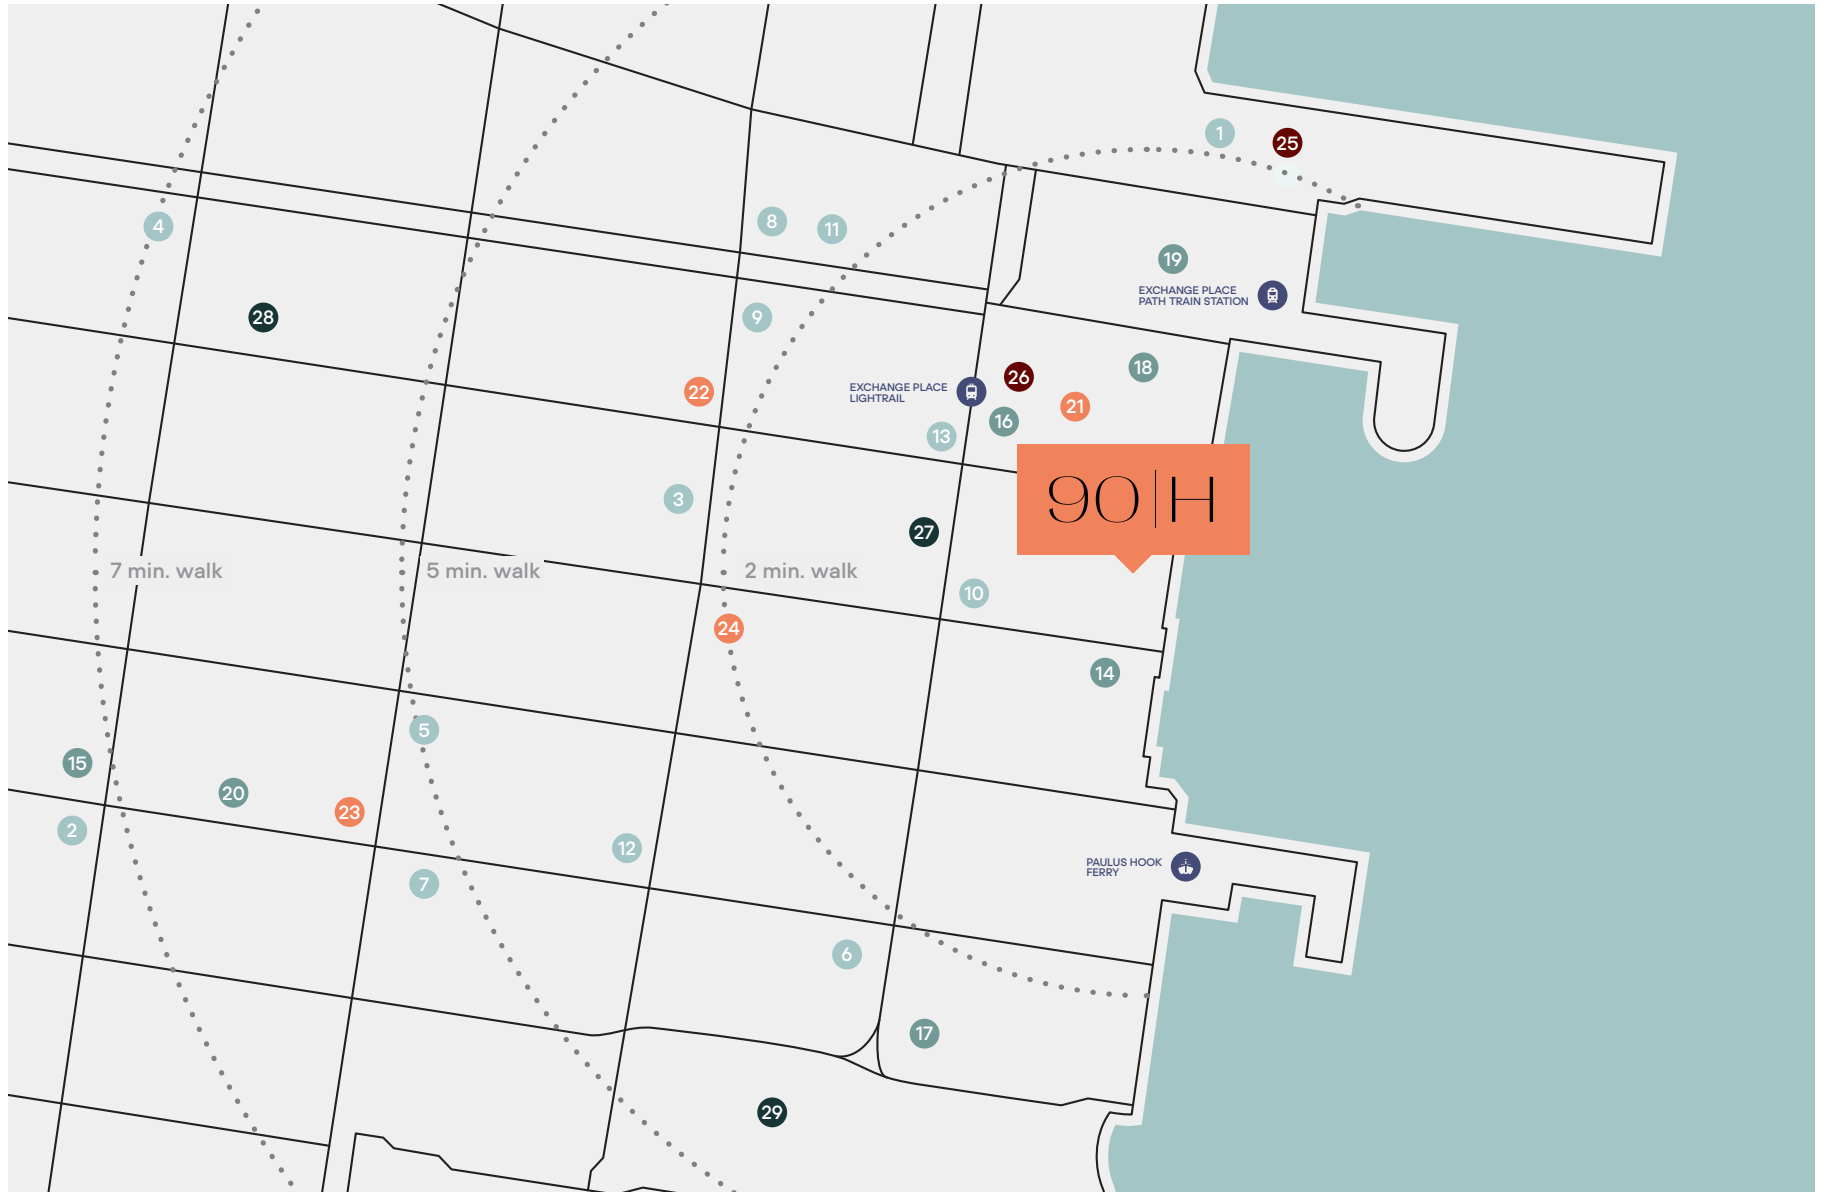 1
25
4
8
11
19
EXCHANGE PLACE
PATH TRAIN STATION
28
9
22
EXCHANGE PLACE
LIGHTRAIL
26
18
21
16
13
90|H
3
27
7 min. walk
5 min. walk
2 min. walk
10
24
14
5
15
20
23
2
12
7
PAULUS HOOK
FERRY
6
17
29